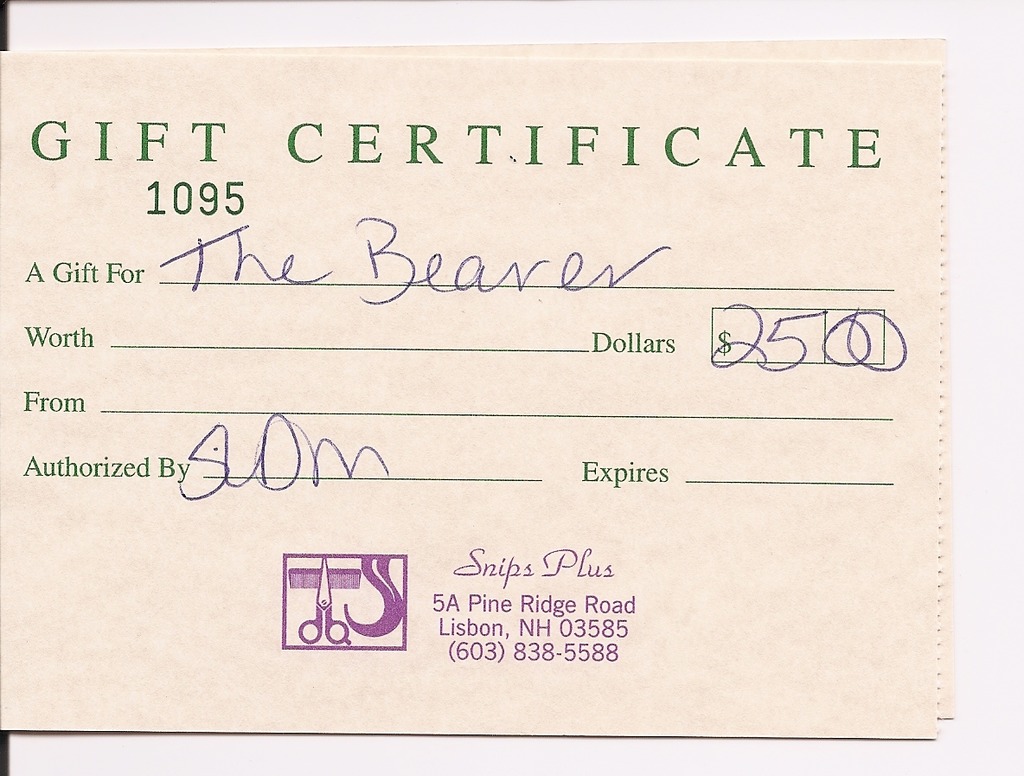 GIFT CERTIFICATE
1095
A Gift For The Beaver
Worth Dollars $ 25 00
From
Authorized By Expires
Snips Plus
5A Pine Ridge Road
Lisbon, NH 03585
(603) 838-5588